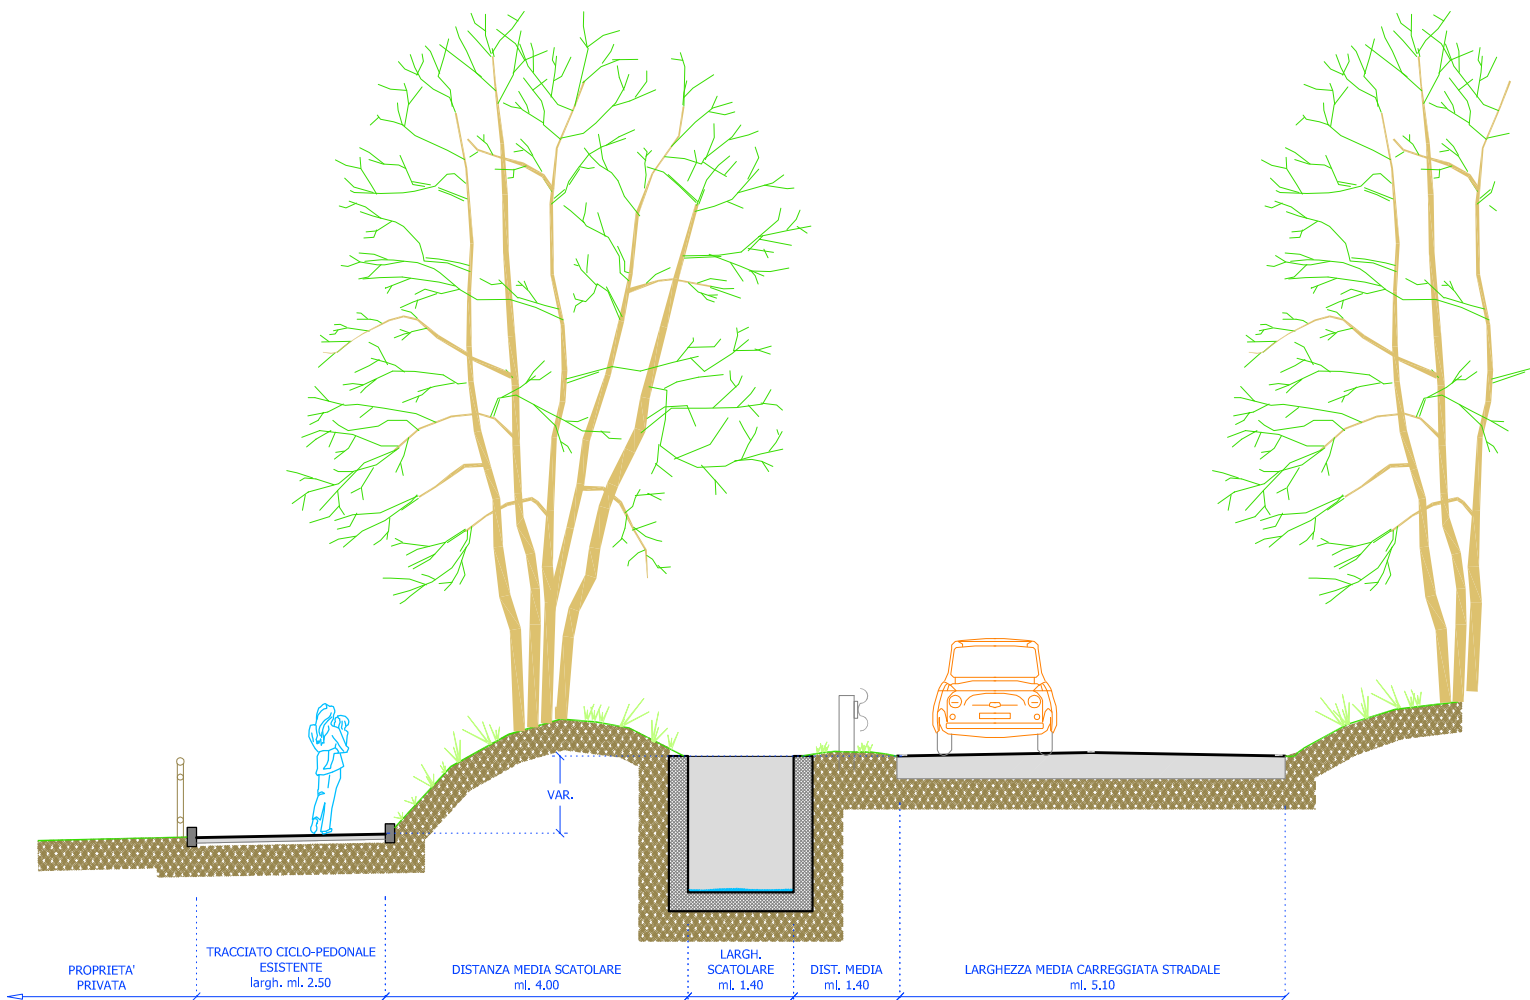 VAR.
PROPRIETA'
PRIVATA
TRACCIATO CICLO-PEDONALE
ESISTENTE
largh. ml. 2.50
DISTANZA MEDIA SCATOLARE
ml. 4.00
LARGH.
SCATOLARE
ml. 1.40
DIST. MEDIA
ml. 1.40
LARGHEZZA MEDIA CARREGGIATA STRADALE
ml. 5.10